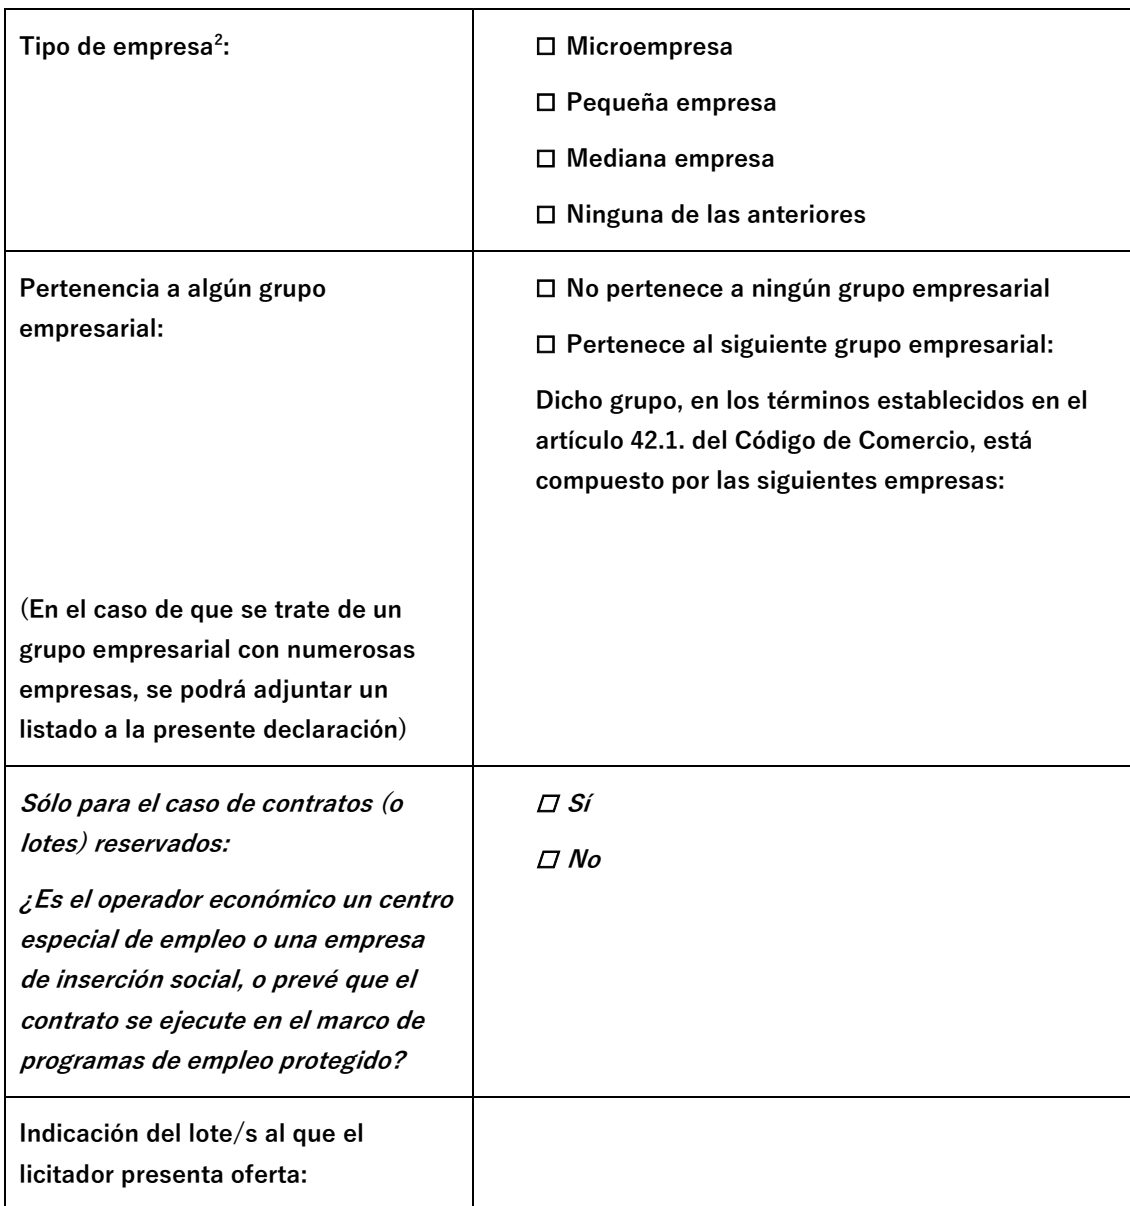 Tipo de empresa²:
☐ Microempresa
☐ Pequeña empresa
☐ Mediana empresa
☐ Ninguna de las anteriores
Pertenencia a algún grupo
empresarial:
(En el caso de que se trate de un
grupo empresarial con numerosas
empresas, se podrá adjuntar un
listado a la presente declaración)
☐ No pertenece a ningún grupo empresarial
☐ Pertenece al siguiente grupo empresarial:
Dicho grupo, en los términos establecidos en el
artículo 42.1. del Código de Comercio, está
compuesto por las siguientes empresas:
Sólo para el caso de contratos (o
lotes) reservados:
¿Es el operador económico un centro
especial de empleo o una empresa
de inserción social, o prevé que el
contrato se ejecute en el marco de
programas de empleo protegido?
☐ Sí
☐ No
Indicación del lote/s al que el
licitador presenta oferta: